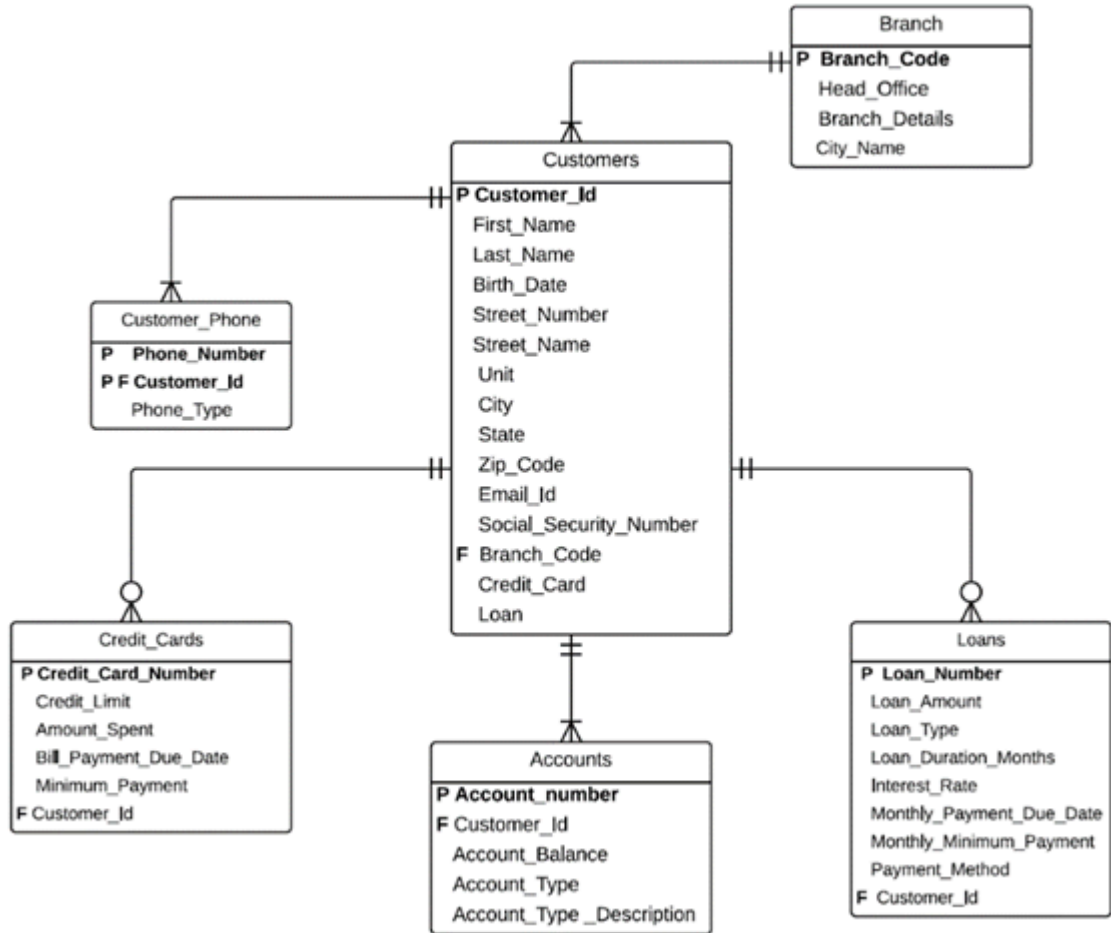 Branch
P Branch_Code
Head_Office
Branch_Details
City_Name
Customers
P Customer_Id
First_Name
Last_Name
Birth_Date
Street_Number
Street_Name
Unit
City
State
Zip_Code
Email_Id
Social_Security_Number
F Branch_Code
Credit_Card
Loan
Customer_Phone
P Phone_Number
P F Customer_Id
Phone_Type
Credit_Cards
P Credit_Card_Number
Credit_Limit
Amount_Spent
Bill_Payment_Due_Date
Minimum_Payment
F Customer_Id
Accounts
P Account_number
F Customer_Id
Account_Balance
Account_Type
Account_Type _Description
Loans
P Loan_Number
Loan_Amount
Loan_Type
Loan_Duration_Months
Interest_Rate
Monthly_Payment_Due_Date
Monthly_Minimum_Payment
Payment_Method
F Customer_Id